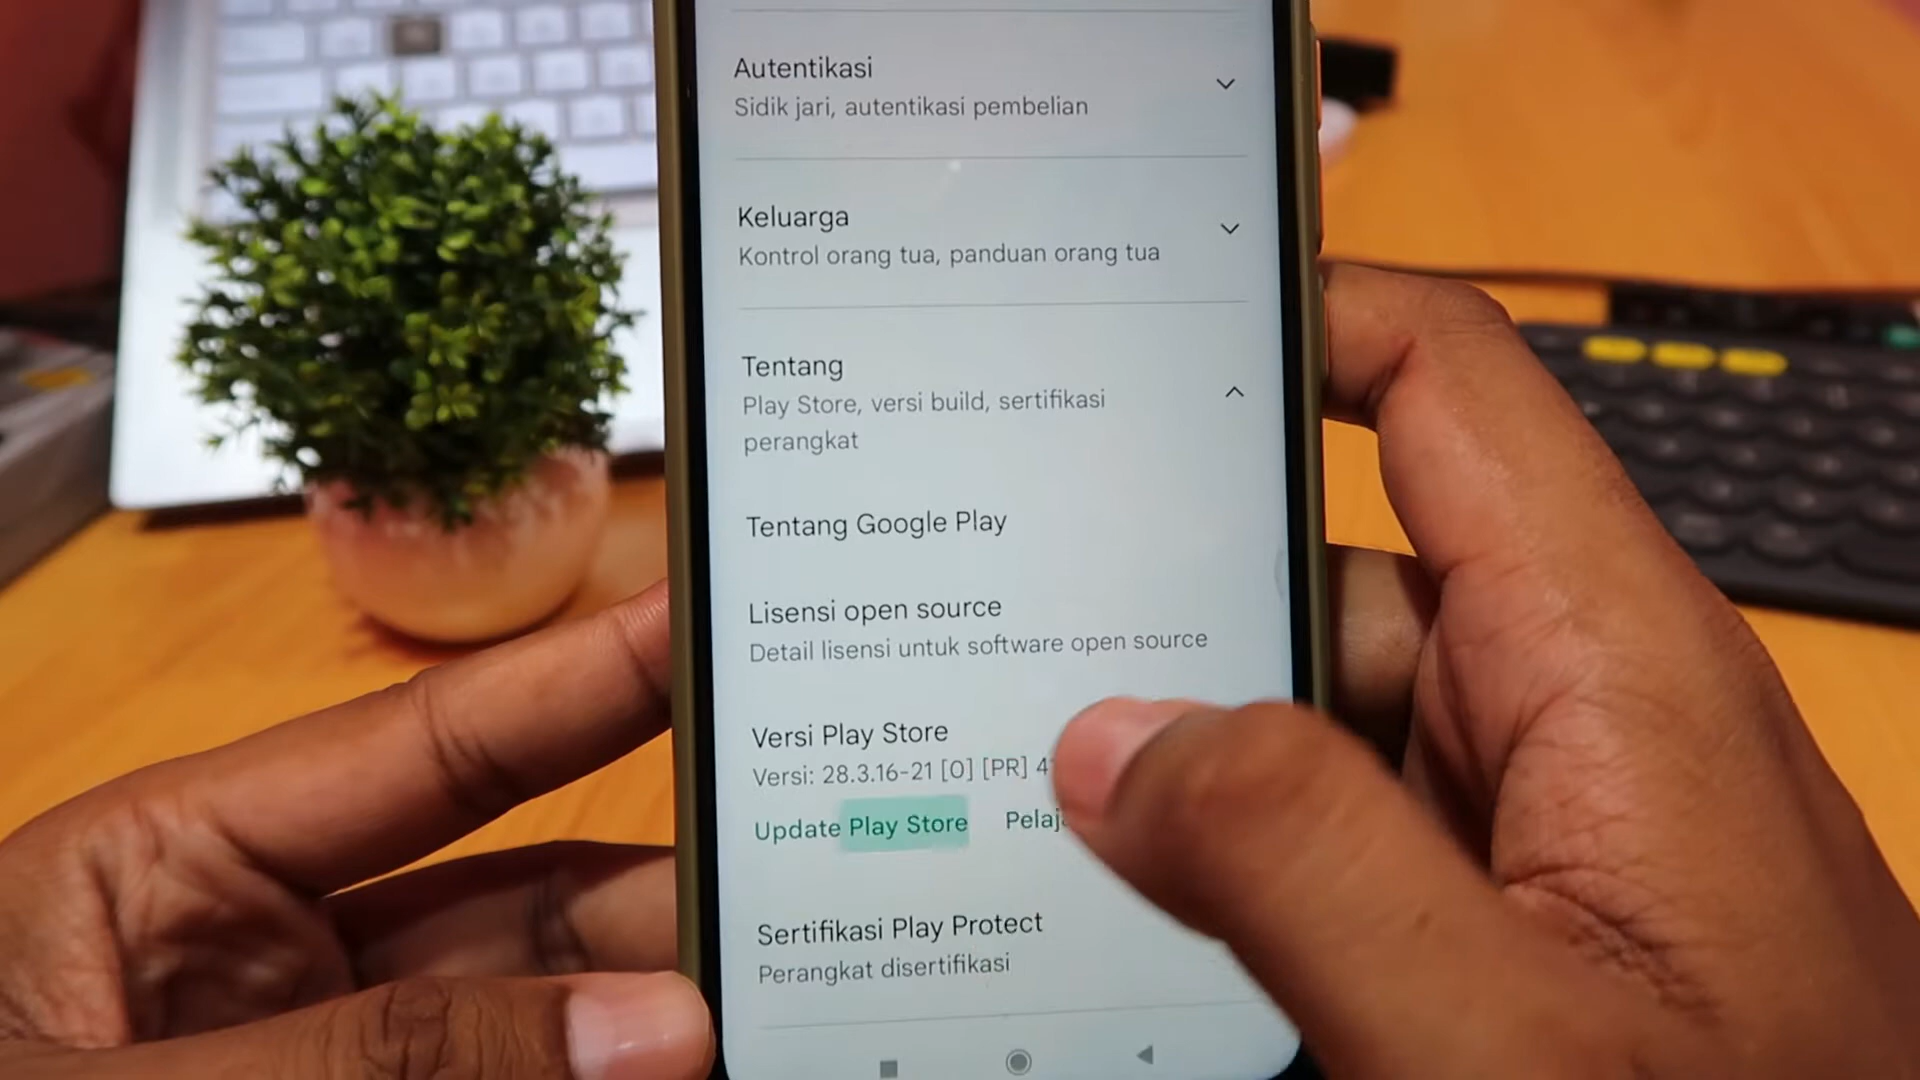 Autentikasi
Sidik jari, autentikasi pembelian
Keluarga
Kontrol orang tua, panduan orang tua
Tentang
Play Store, versi build, sertifikasi
perangkat
Tentang Google Play
Lisensi open source
Detail lisensi untuk software open source
Versi Play Store
Versi: 28.3.16-21 [0] [PR] 4
Update Play Store
Sertifikasi Play Protect
Perangkat disertifikasi